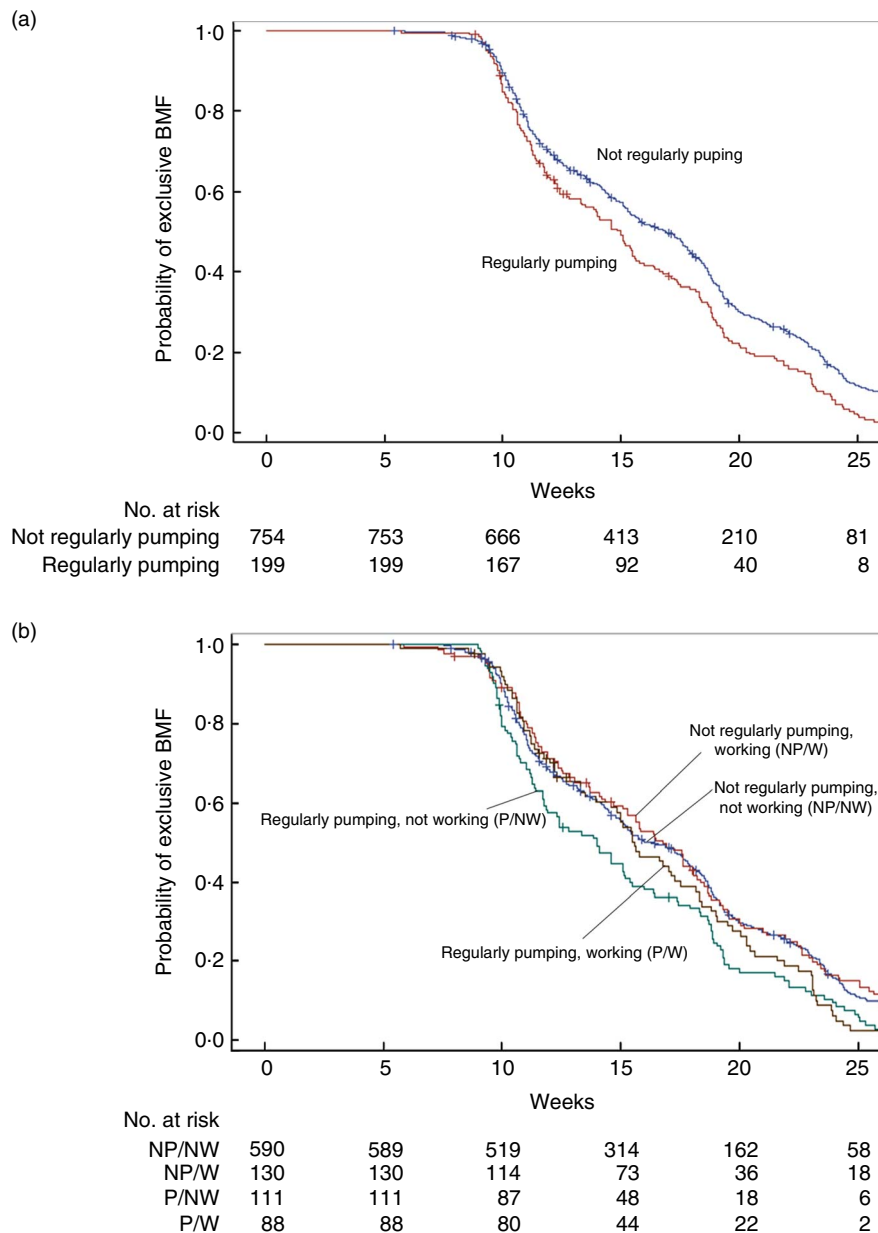 (a)
1·0
0·8
0·6
0·4
0·2
0·0
Probability of exclusive BMF
Not regularly puping
Regularly pumping
0 5 10 15 20 25
Weeks
No. at risk
Not regularly pumping 754 753 666 413 210 81
Regularly pumping 199 199 167 92 40 8
(b)
1·0
0·8
0·6
0·4
0·2
0·0
Probability of exclusive BMF
Not regularly pumping,
working (NP/W)
Not regularly pumping,
not working (NP/NW)
Regularly pumping, not working (P/NW)
Regularly pumping, working (P/W)
0 5 10 15 20 25
Weeks
No. at risk
NP/NW 590 589 519 314 162 58
NP/W 130 130 114 73 36 18
P/NW 111 111 87 48 18 6
P/W 88 88 80 44 22 2